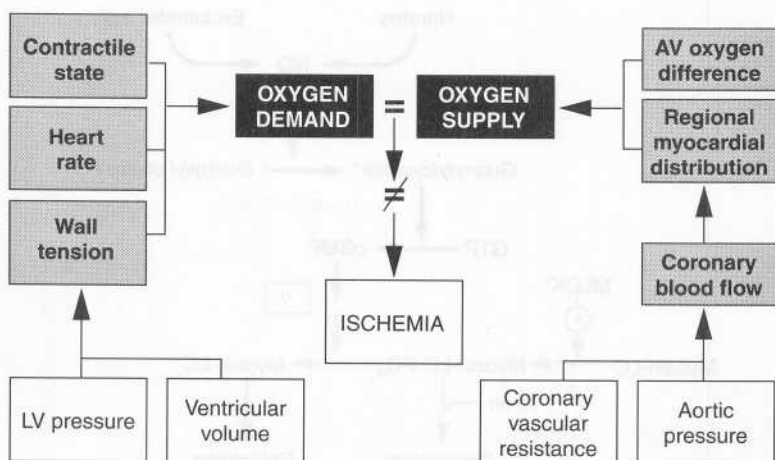 Contractile
state
Heart
rate
Wall
tension
LV pressure
Ventricular
volume
OXYGEN
DEMAND
=
OXYGEN
SUPPLY
≠
ISCHEMIA
AV oxygen
difference
Regional
myocardial
distribution
Coronary
blood flow
Coronary
vascular
resistance
Aortic
pressure